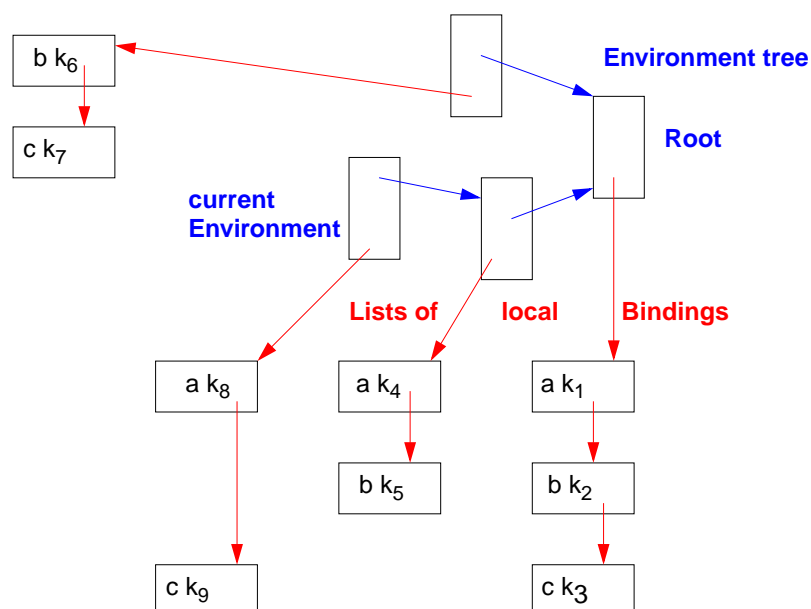 b k₆
Environment tree
c k₇
Root
current
Environment
Lists of local Bindings
a k₈ a k₄ a k₁
b k₅ b k₂
c k₉ c k₃